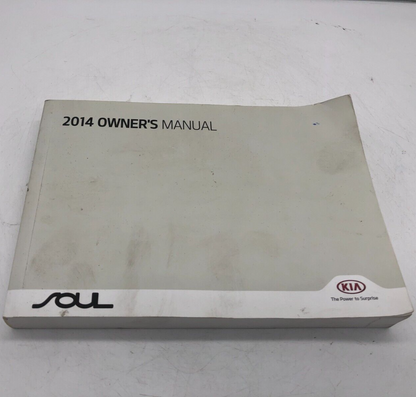 2014 OWNER'S MANUAL
SOUL
KIA
The Power to Surprise